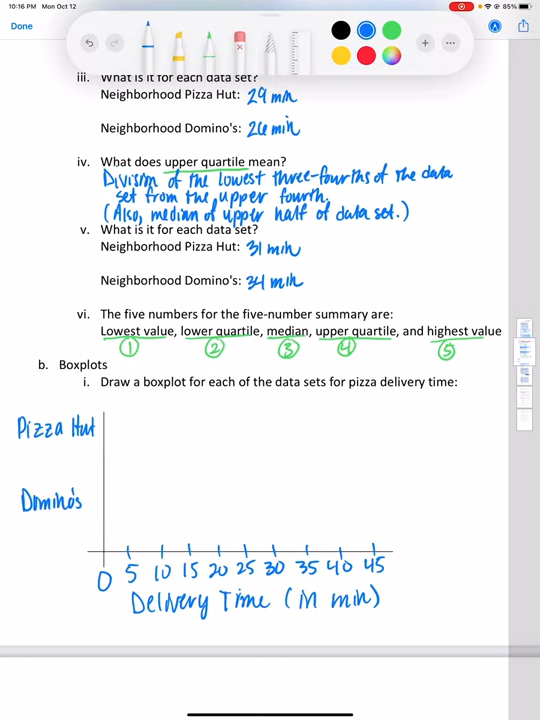 10:16 PM Mon Oct 12
85%
Done
iii. What is it for each data set?
Neighborhood Pizza Hut: 29 min
Neighborhood Domino's: 26 min
iv. What does upper quartile mean?
Division of the lowest three-fourths of the data
set from the upper fourth.
(Also, median of upper half of data set.)
v. What is it for each data set?
Neighborhood Pizza Hut: 31 min
Neighborhood Domino's: 34 min
vi. The five numbers for the five-number summary are:
Lowest value, lower quartile, median, upper quartile, and highest value
1 2 3 4 5
b. Boxplots
i. Draw a boxplot for each of the data sets for pizza delivery time:
Pizza Hut
Domino's
0 5 10 15 20 25 30 35 40 45
Delivery Time (in min)